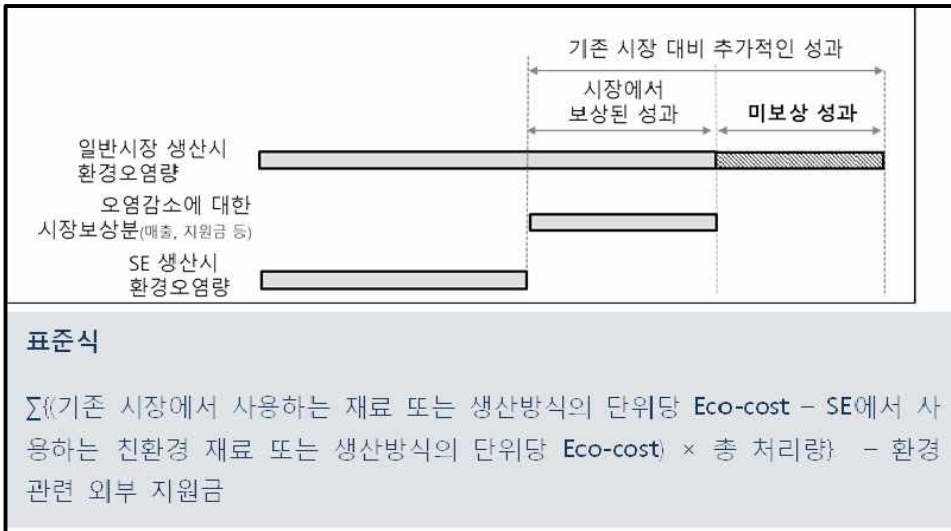 기존 시장 대비 추가적인 성과
시장에서
보상된 성과
미보상 성과
일반시장 생산시
환경오염량
오염감소에 대한
시장보상분(매출, 지원금 등)
SE 생산시
환경오염량
표준식
∑{(기존 시장에서 사용하는 재료 또는 생산방식의 단위당 Eco-cost – SE에서 사
용하는 친환경 재료 또는 생산방식의 단위당 Eco-cost) × 총 처리량} – 환경
관련 외부 지원금